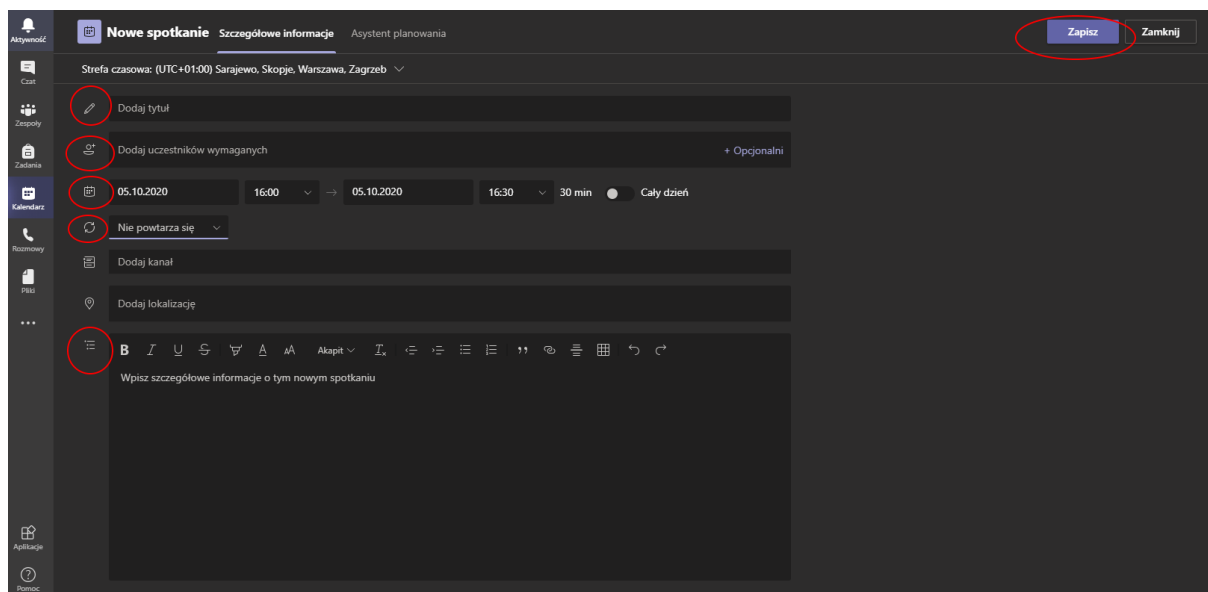 Aktywność
Czat
Zespoły
Zadania
Kalendarz
Rozmowy
Pliki
Aplikacje
Pomoc
Nowe spotkanie Szczegółowe informacje Asystent planowania Zapisz Zamknij
Strefa czasowa: (UTC+01:00) Sarajewo, Skopje, Warszawa, Zagrzeb
Dodaj tytuł
Dodaj uczestników wymaganych + Opcjonalni
05.10.2020 16:00 → 05.10.2020 16:30 30 min Cały dzień
Nie powtarza się
Dodaj kanał
Dodaj lokalizację
B I U S A AA Akapit Tx
Wpisz szczegółowe informacje o tym nowym spotkaniu